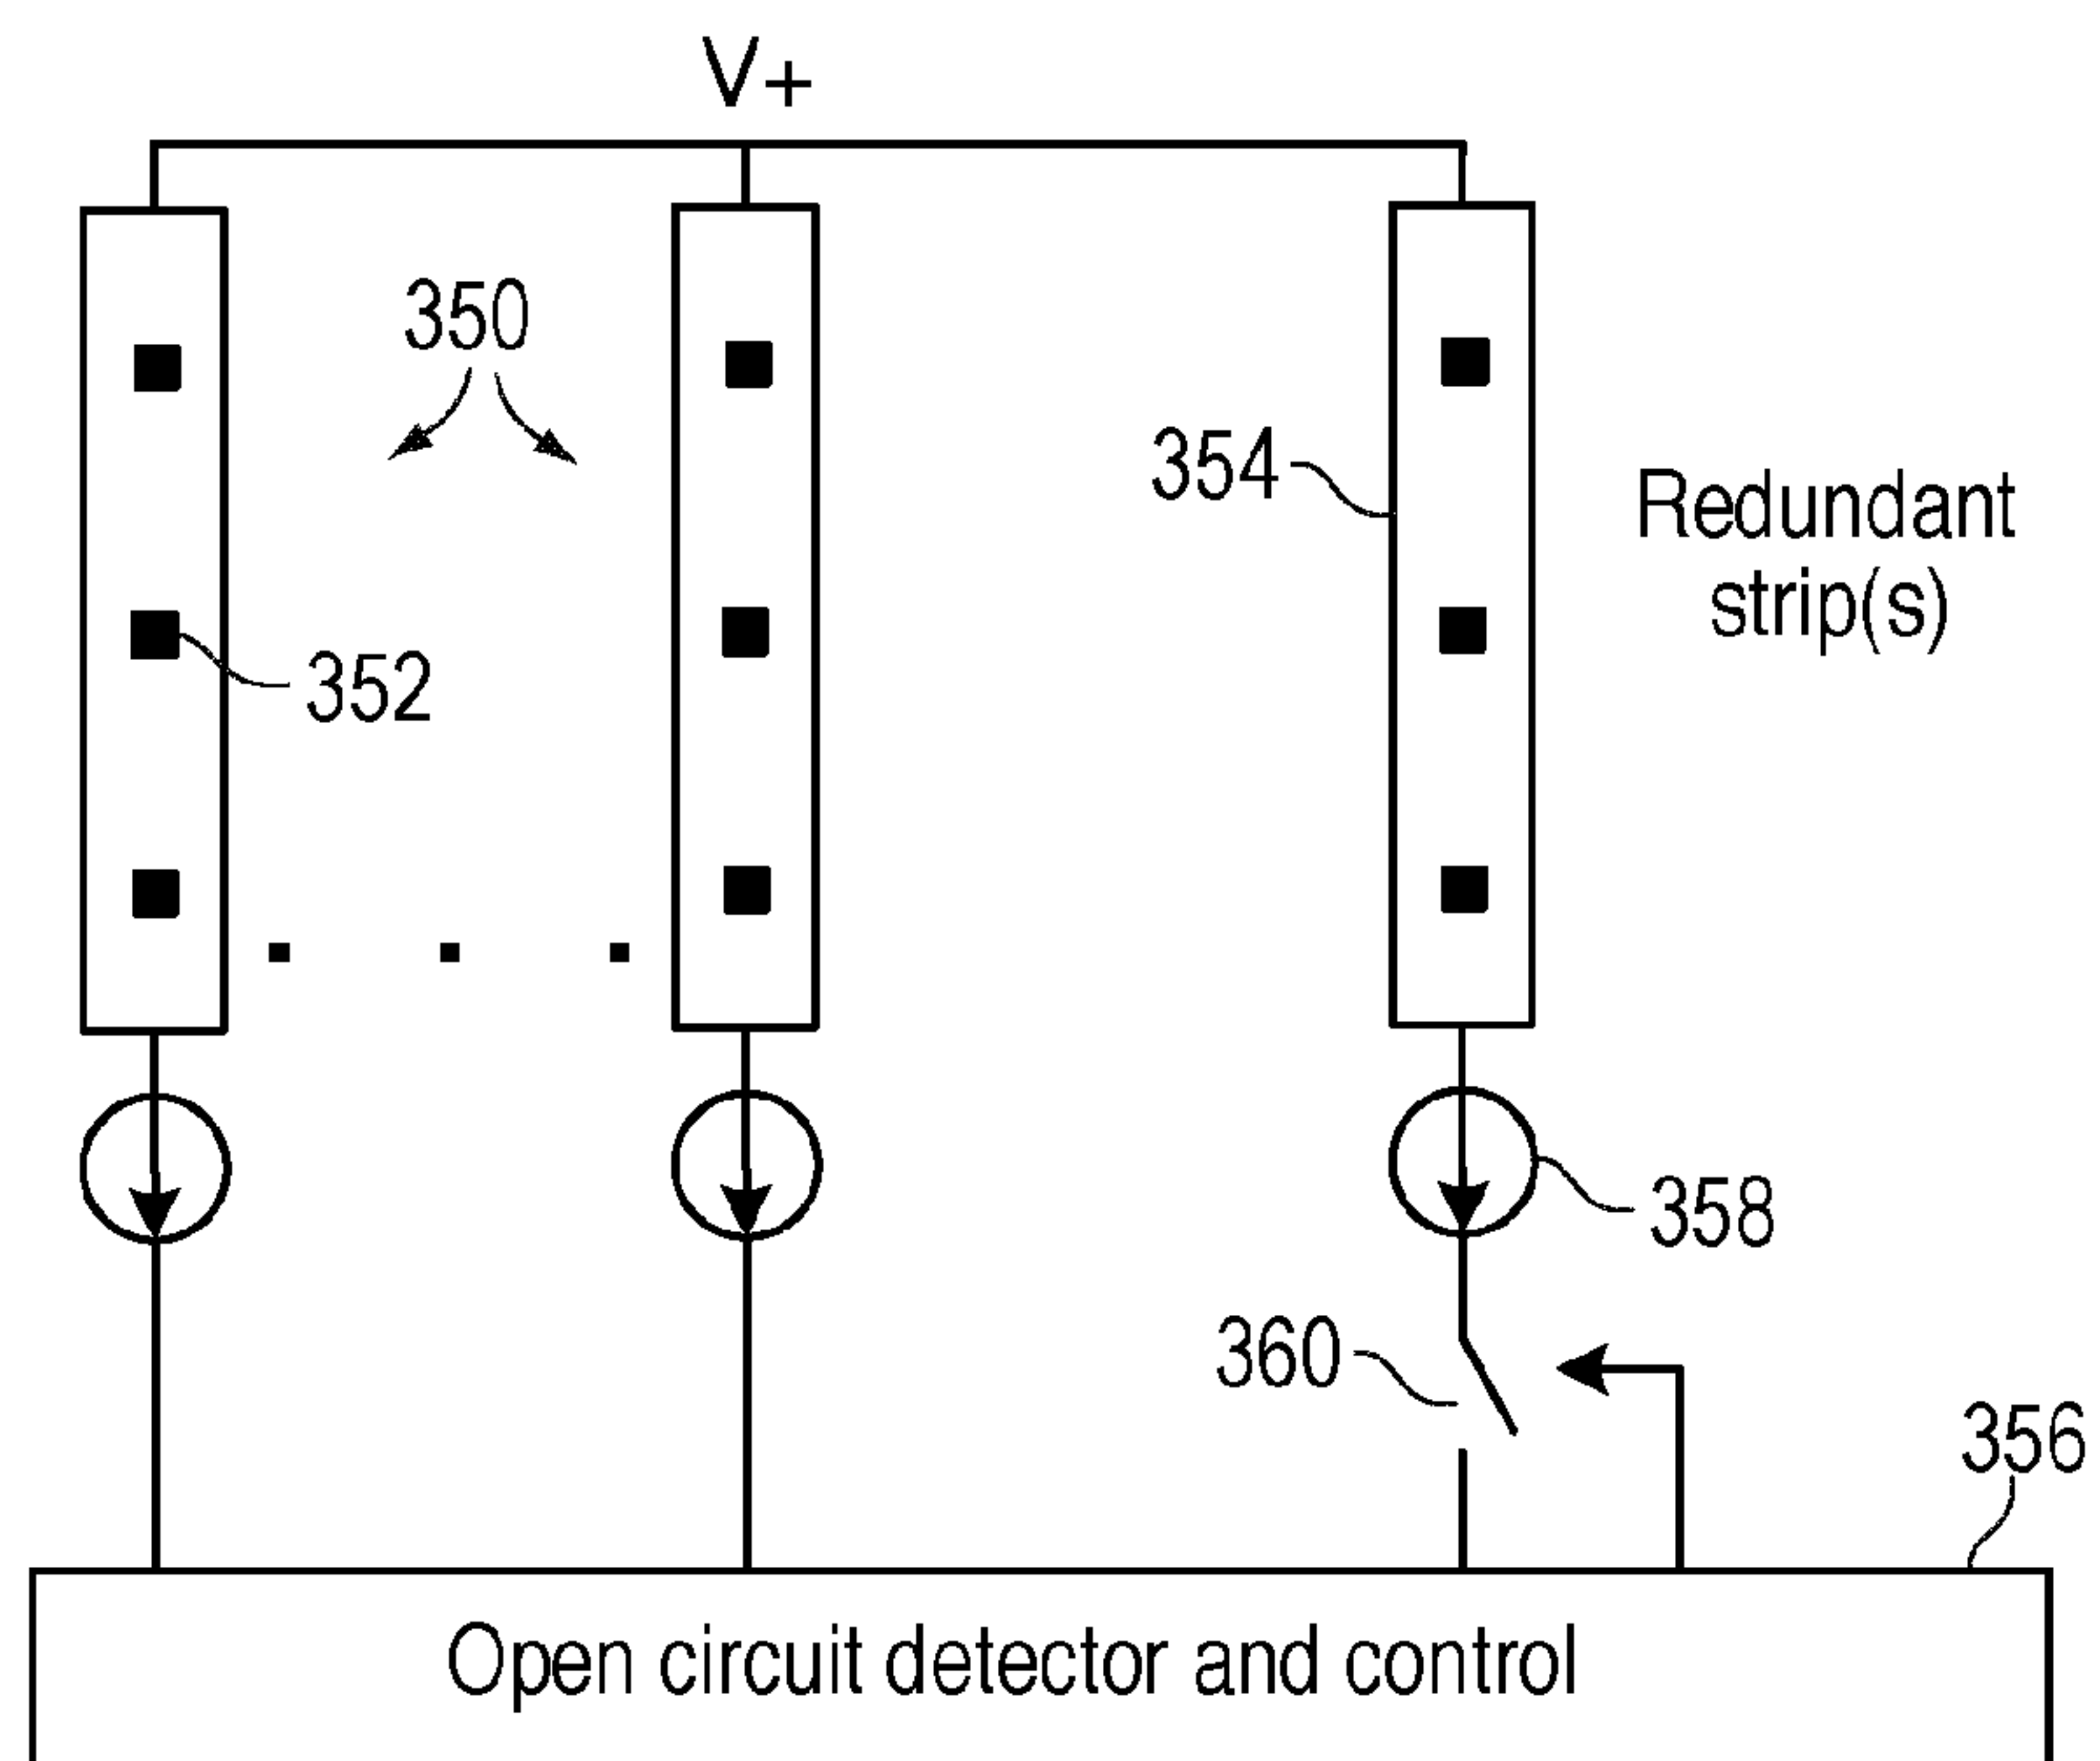 V+
350
354
Redundant
strip(s)
352
358
360
356
Open circuit detector and control